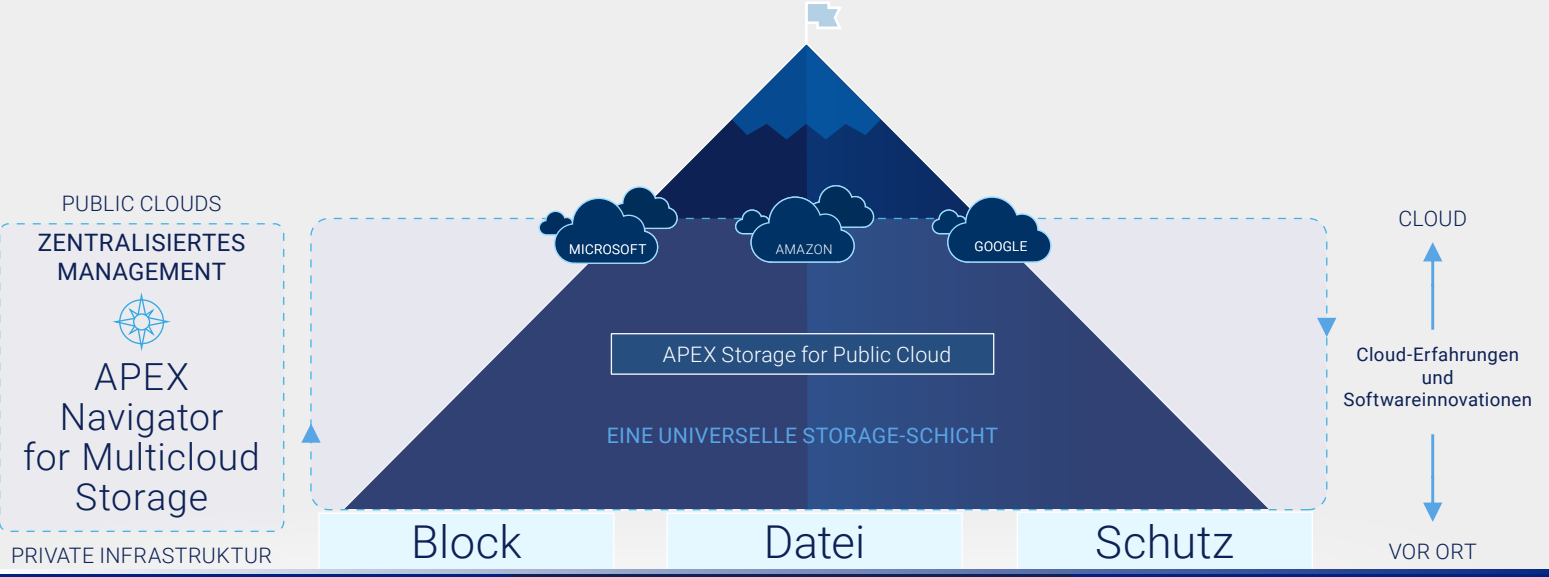 PUBLIC CLOUDS
ZENTRALISIERTES
MANAGEMENT
APEX
Navigator
for Multicloud
Storage
PRIVATE INFRASTRUKTUR
MICROSOFT
AMAZON
GOOGLE
APEX Storage for Public Cloud
EINE UNIVERSELLE STORAGE-SCHICHT
Block
Datei
Schutz
CLOUD
Cloud-Erfahrungen
und
Softwareinnovationen
VOR ORT